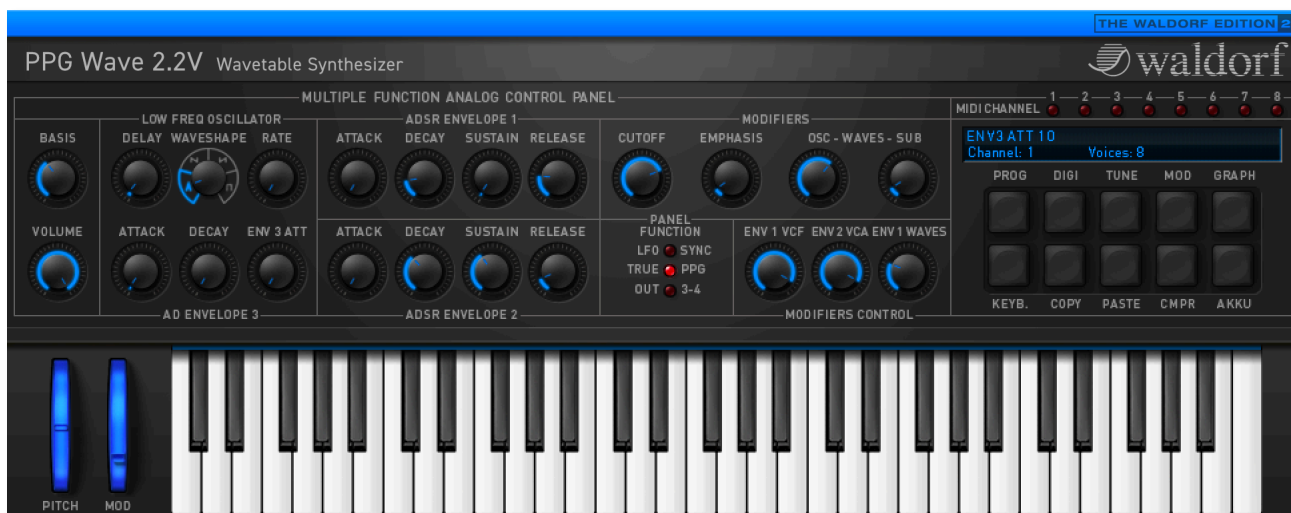 THE WALDORF EDITION 2
PPG Wave 2.2V Wavetable Synthesizer
waldorf
MULTIPLE FUNCTION ANALOG CONTROL PANEL
MIDI CHANNEL 1 2 3 4 5 6 7 8
LOW FREQ OSCILLATOR ADSR ENVELOPE 1 MODIFIERS
BASIS DELAY WAVESHAPE RATE ATTACK DECAY SUSTAIN RELEASE CUTOFF EMPHASIS OSC - WAVES - SUB
ENV3 ATT 10
Channel: 1 Voices: 8
PROG DIGI TUNE MOD GRAPH
PANEL
FUNCTION
VOLUME ATTACK DECAY ENV 3 ATT ATTACK DECAY SUSTAIN RELEASE ENV 1 VCF ENV 2 VCA ENV 1 WAVES
LFO SYNC
TRUE PPG
OUT 3-4
KEYB. COPY PASTE CMPR AKKU
AD ENVELOPE 3 ADSR ENVELOPE 2 MODIFIERS CONTROL
PITCH MOD